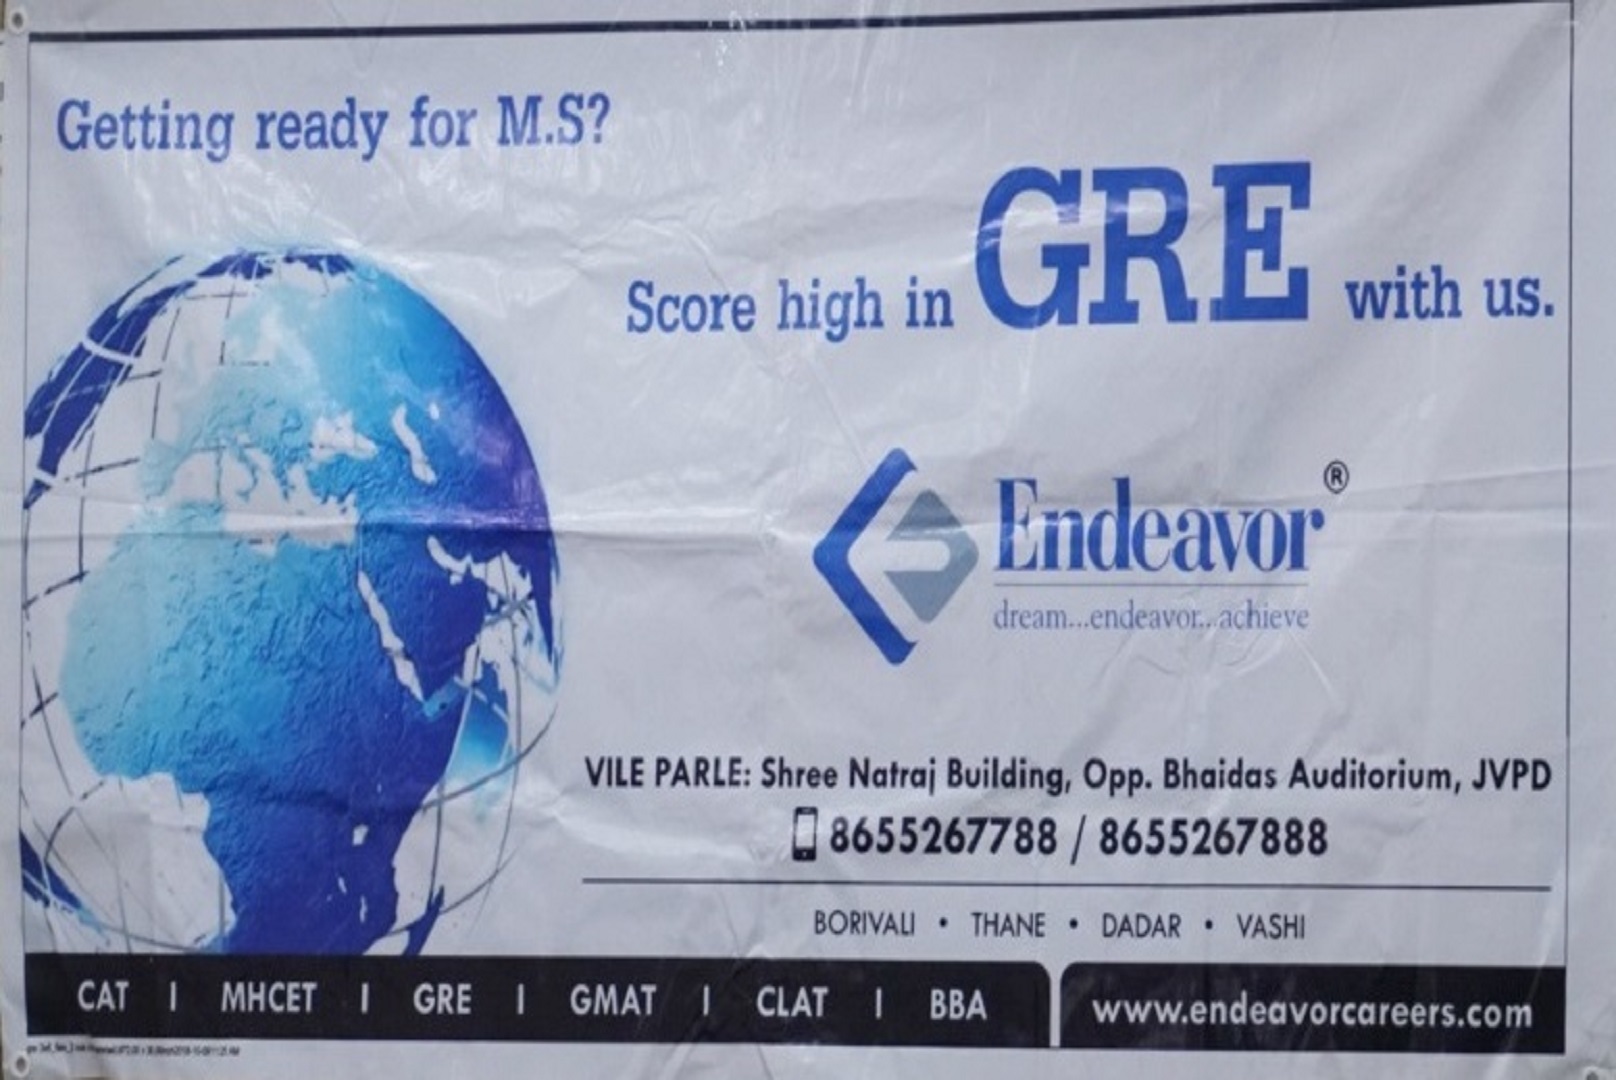 Getting ready for M.S?
Score high in GRE with us.
Endeavor®
dream...endeavor...achieve
VILE PARLE: Shree Natraj Building, Opp. Bhaidas Auditorium, JVPD
8655267788 / 8655267888
BORIVALI • THANE • DADAR • VASHI
CAT | MHCET | GRE | GMAT | CLAT | BBA
www.endeavorcareers.com